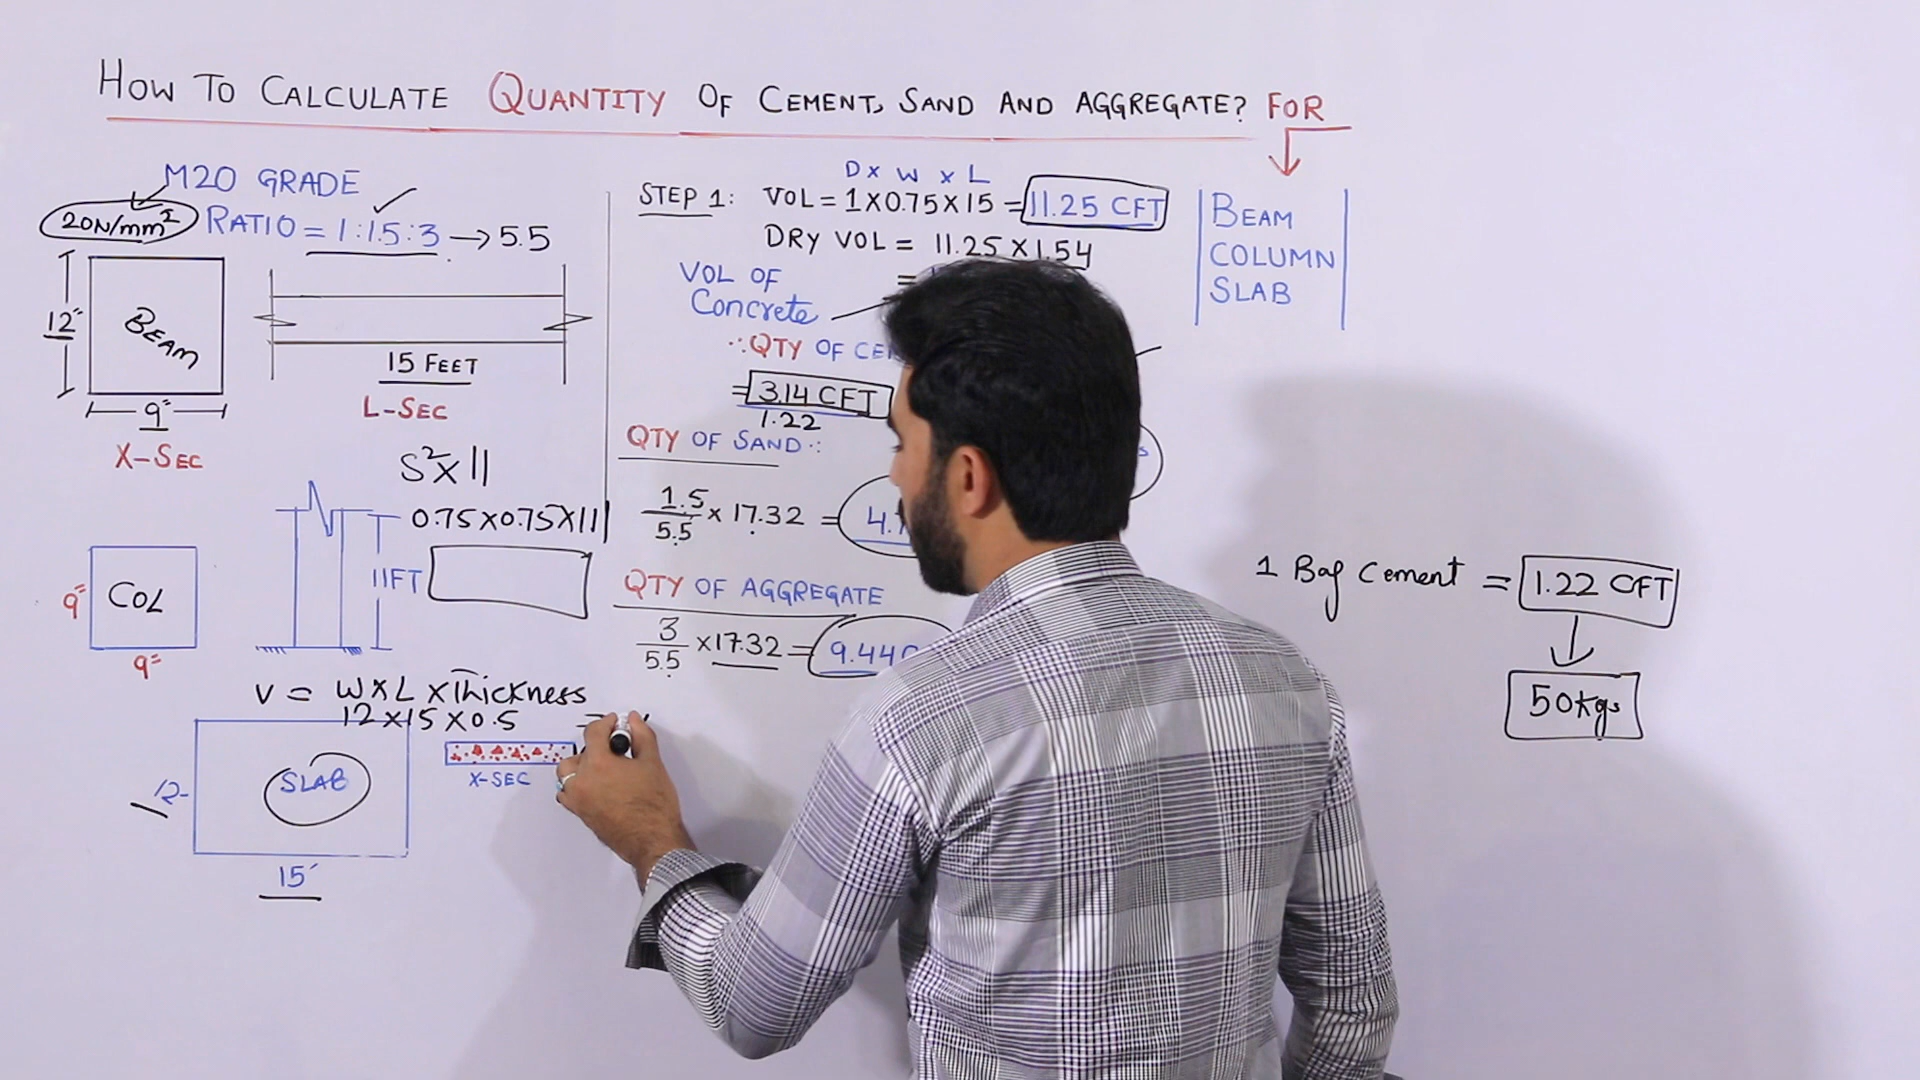 HOW TO CALCULATE QUANTITY OF CEMENT, SAND AND AGGREGATE? FOR
M20 GRADE
20N/mm²
RATIO = 1:1.5:3 → 5.5
12"
BEAM
9"
X-SEC
15 FEET
L-SEC
S²X11
0.75X0.75X11
11FT
9"
COL
9"
V = WXLXThickness
12X15X0.5
12-
SLAB
15'
X-SEC
D X W X L
STEP 1: VOL = 1X0.75X15 = 11.25 CFT
DRY VOL = 11.25X1.54
=
VOL OF
Concrete
∴QTY OF CE
= 3.14 CFT
1.22
QTY OF SAND∴
1.5/5.5 X 17.32 = 4.
QTY OF AGGREGATE
3/5.5 X17.32 = 9.44C
BEAM
COLUMN
SLAB
1 Bag Cement = 1.22 CFT
50kgs